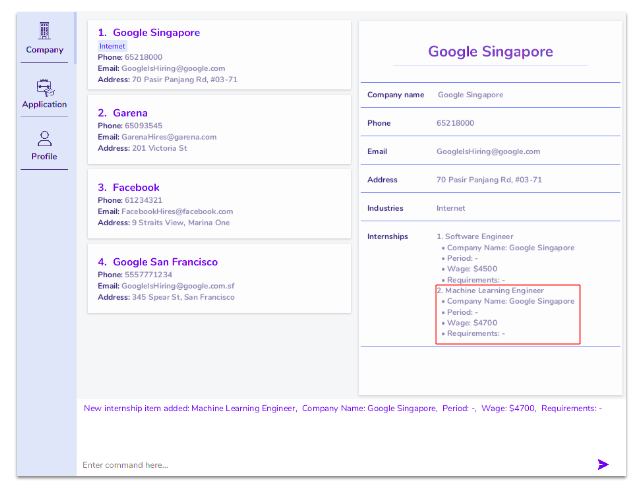 Company
Application
Profile
1. Google Singapore
Internet
Phone: 65218000
Email: GoogleIsHiring@google.com
Address: 70 Pasir Panjang Rd, #03-71
2. Garena
Phone: 65093545
Email: GarenaHires@garena.com
Address: 201 Victoria St
3. Facebook
Phone: 61234321
Email: FacebookHires@facebook.com
Address: 9 Straits View, Marina One
4. Google San Francisco
Phone: 5557771234
Email: GoogleIsHiring@google.com.sf
Address: 345 Spear St, San Francisco
Google Singapore
Company name Google Singapore
Phone 65218000
Email GoogleIsHiring@google.com
Address 70 Pasir Panjang Rd, #03-71
Industries Internet
Internships 1. Software Engineer
• Company Name: Google Singapore
• Period: -
• Wage: $4500
• Requirements: -
2. Machine Learning Engineer
• Company Name: Google Singapore
• Period: -
• Wage: $4700
• Requirements: -
New internship item added: Machine Learning Engineer, Company Name: Google Singapore, Period: -, Wage: $4700, Requirements: -
Enter command here...